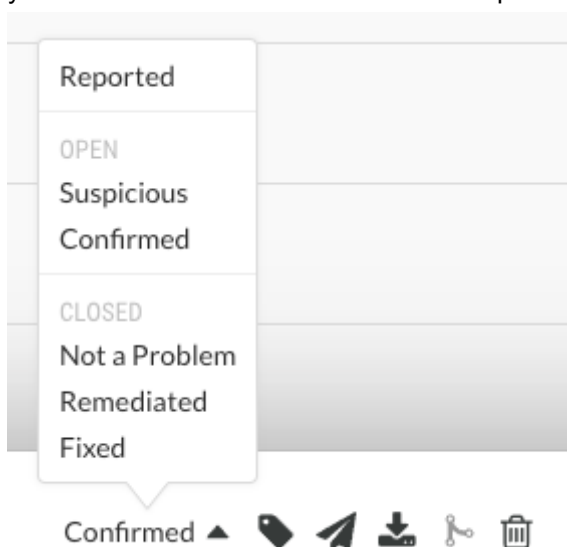 Reported
OPEN
Suspicious
Confirmed
CLOSED
Not a Problem
Remediated
Fixed
Confirmed